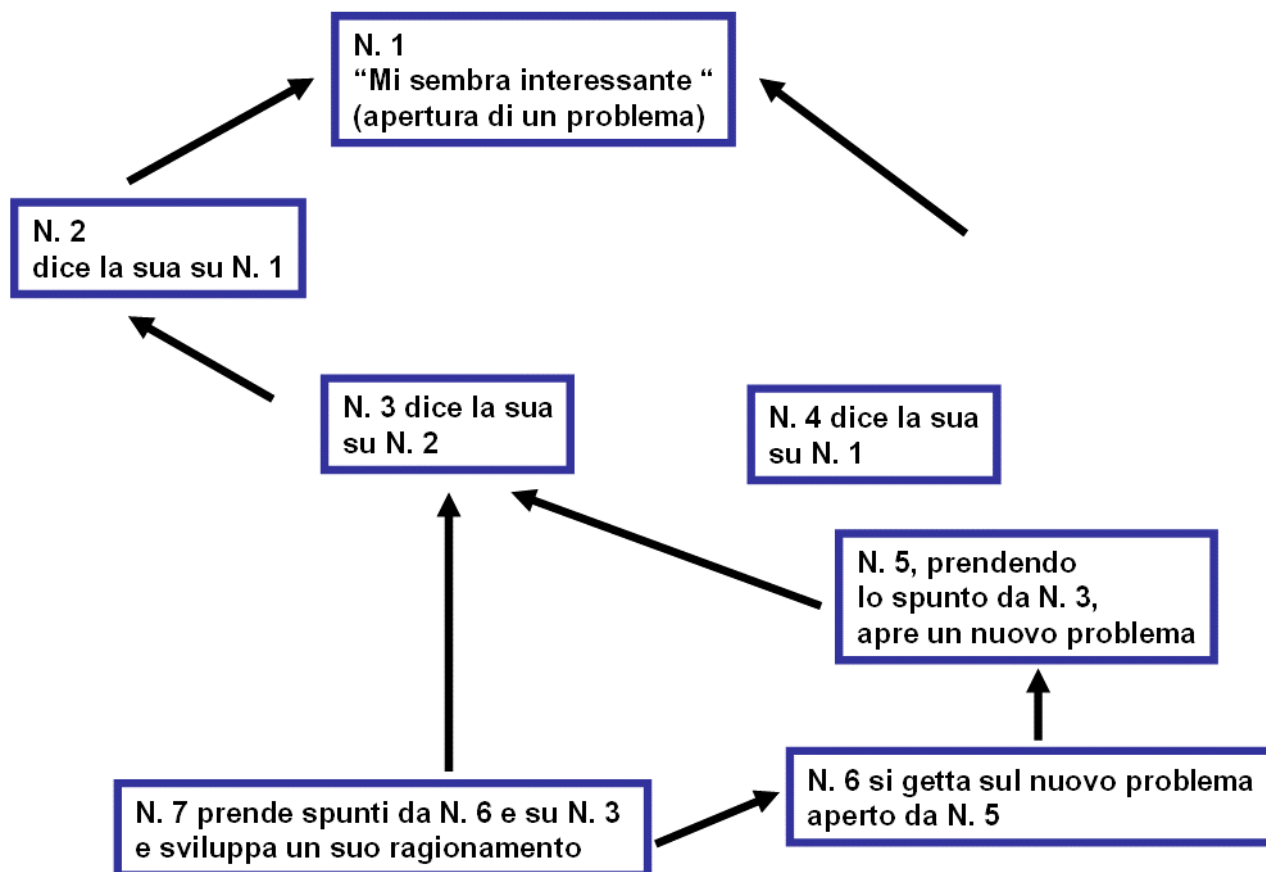 N. 1
“Mi sembra interessante “
(apertura di un problema)
N. 2
dice la sua su N. 1
N. 3 dice la sua
su N. 2
N. 4 dice la sua
su N. 1
N. 5, prendendo
lo spunto da N. 3,
apre un nuovo problema
N. 6 si getta sul nuovo problema
aperto da N. 5
N. 7 prende spunti da N. 6 e su N. 3
e sviluppa un suo ragionamento